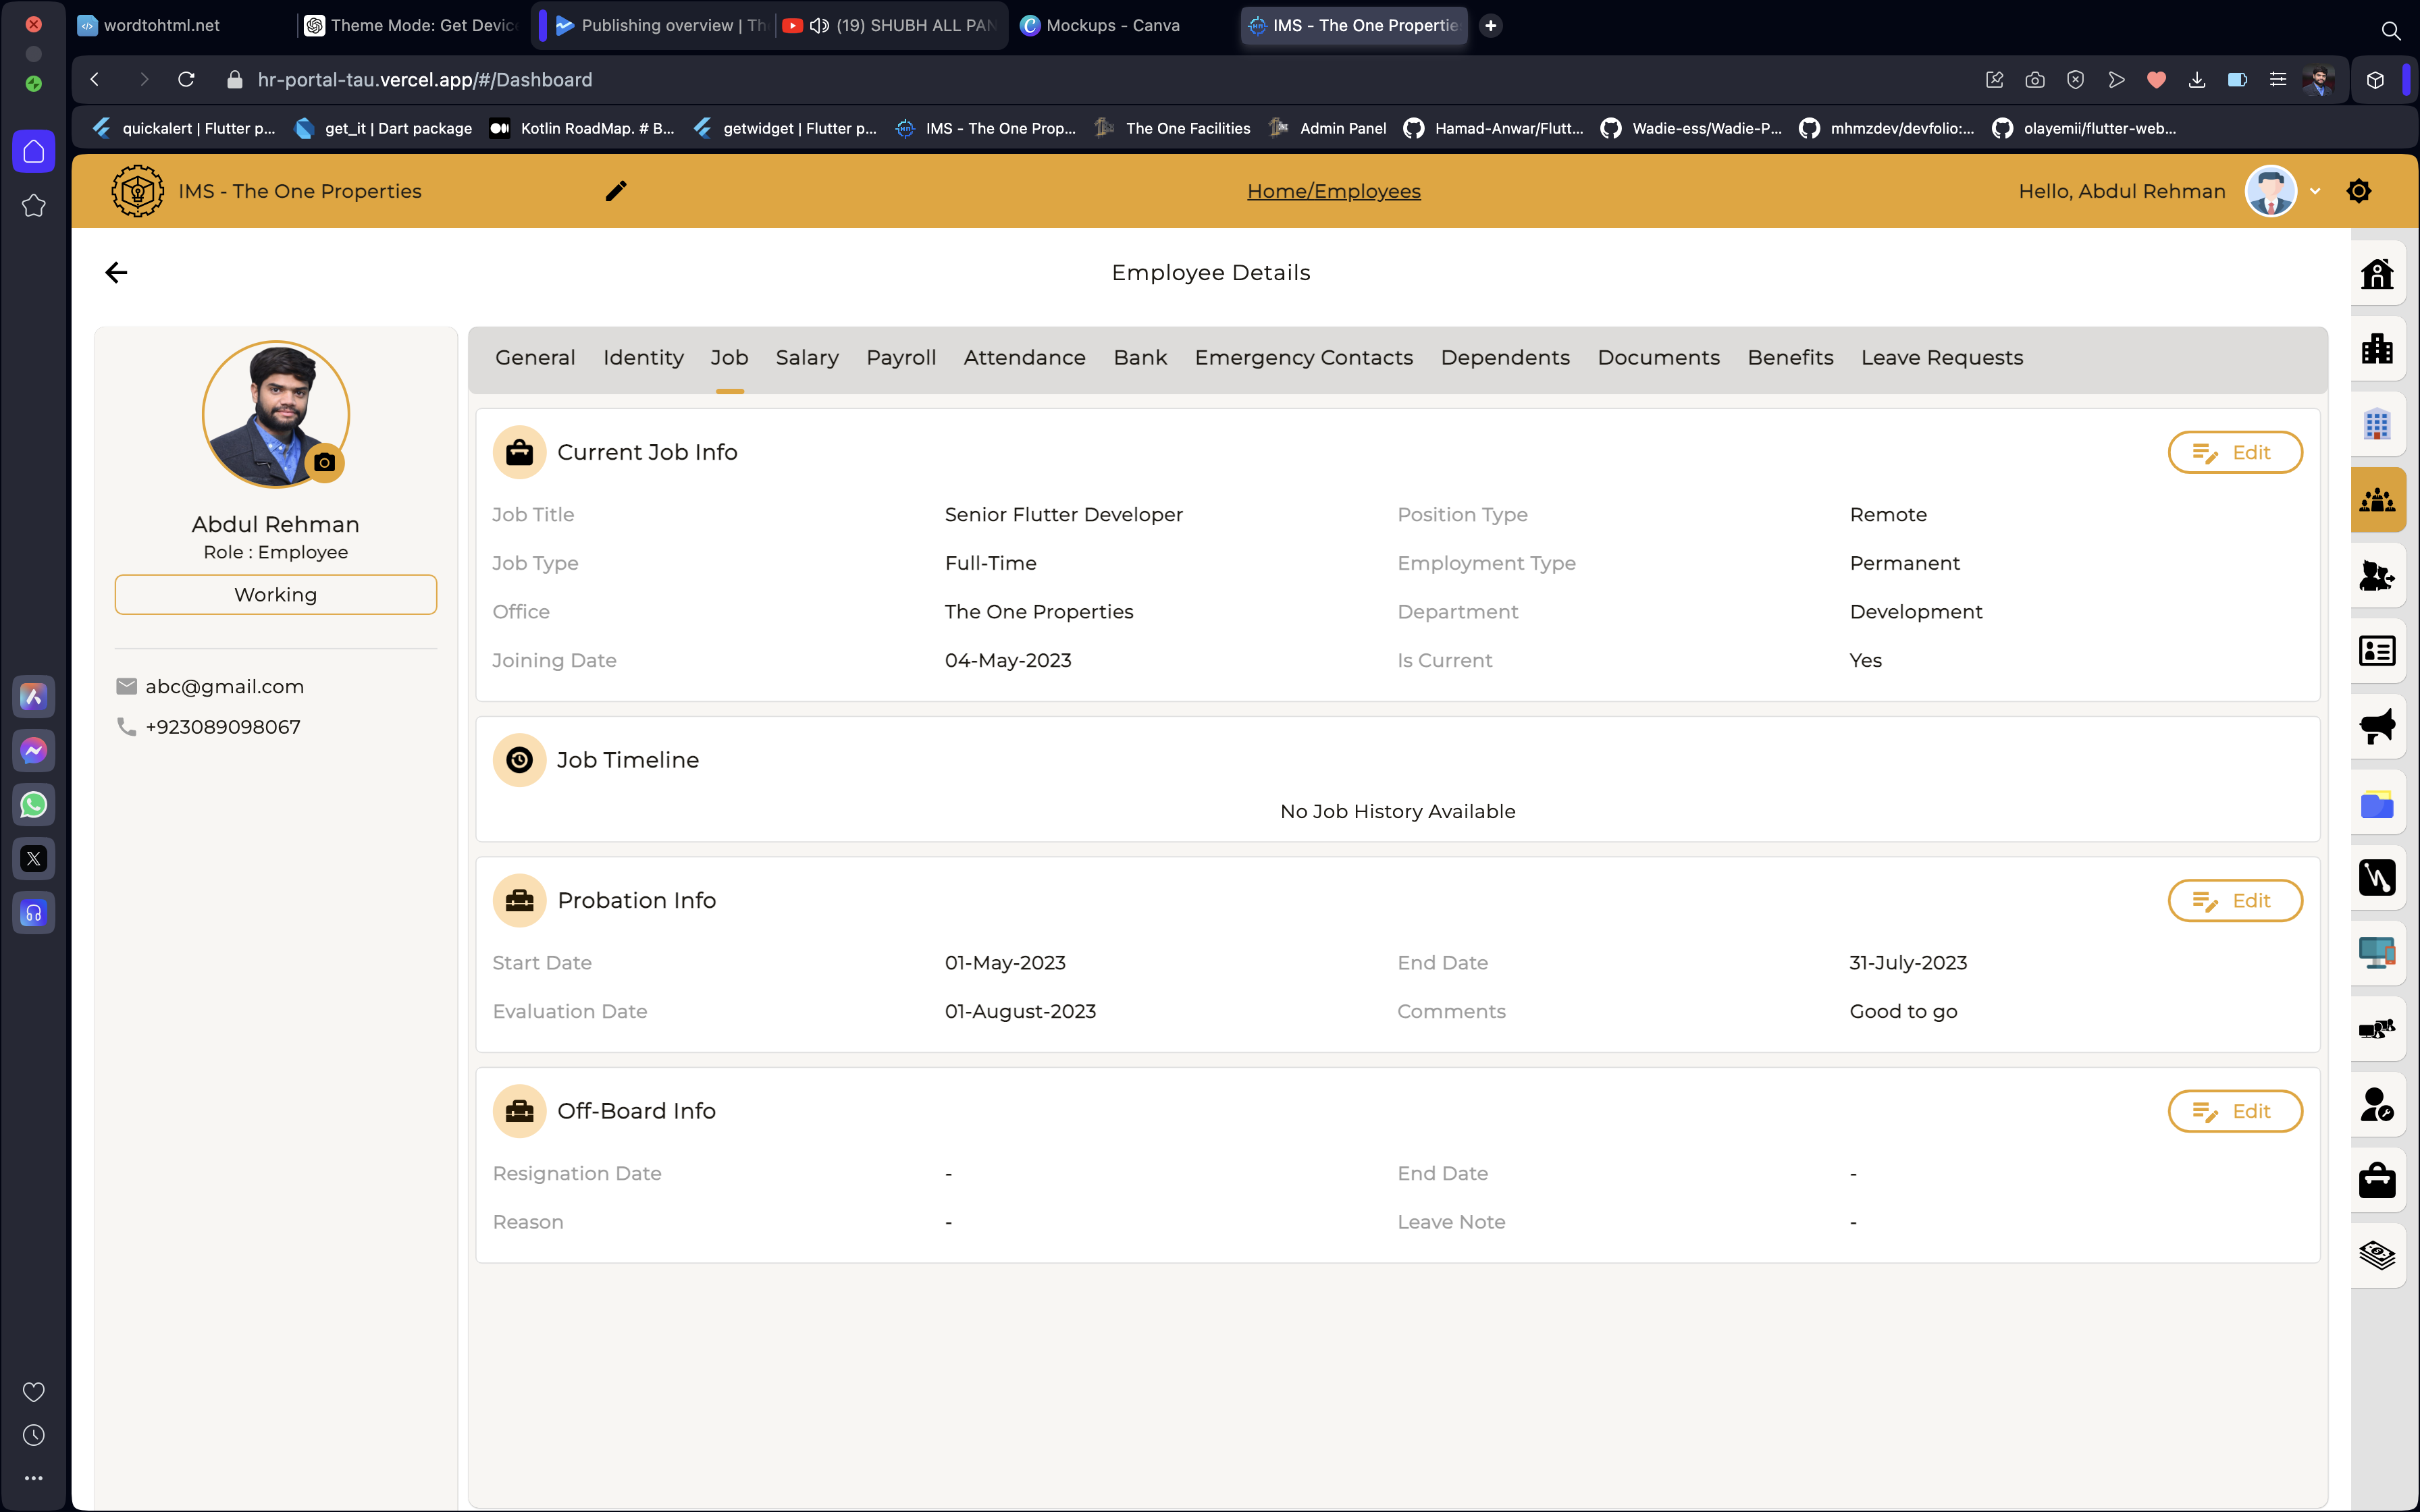 wordtohtml.net
Theme Mode: Get Device
Publishing overview | Th
(19) SHUBH ALL PAN
Mockups - Canva
IMS - The One Propertie
hr-portal-tau.vercel.app/#/Dashboard
quickalert | Flutter p...
get_it | Dart package
Kotlin RoadMap. # B...
getwidget | Flutter p...
IMS - The One Prop...
The One Facilities
Admin Panel
Hamad-Anwar/Flutt...
Wadie-ess/Wadie-P...
mhmzdev/devfolio:...
olayemii/flutter-web...
IMS - The One Properties
Home/Employees
Hello, Abdul Rehman
Employee Details
Abdul Rehman
Role : Employee
Working
abc@gmail.com
+923089098067
General Identity Job Salary Payroll Attendance Bank Emergency Contacts Dependents Documents Benefits Leave Requests
Current Job Info
Edit
Job Title Senior Flutter Developer Position Type Remote
Job Type Full-Time Employment Type Permanent
Office The One Properties Department Development
Joining Date 04-May-2023 Is Current Yes
Job Timeline
No Job History Available
Probation Info
Edit
Start Date 01-May-2023 End Date 31-July-2023
Evaluation Date 01-August-2023 Comments Good to go
Off-Board Info
Edit
Resignation Date - End Date -
Reason - Leave Note -